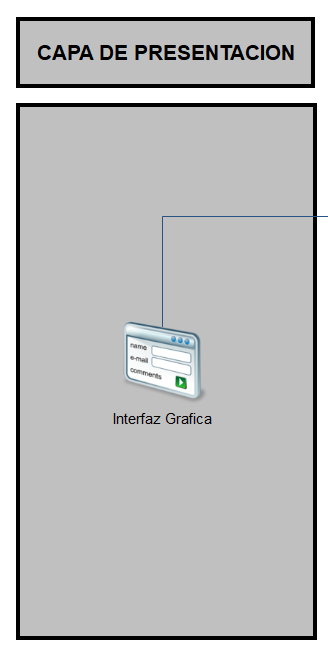 CAPA DE PRESENTACION
name
e-mail
comments
Interfaz Grafica